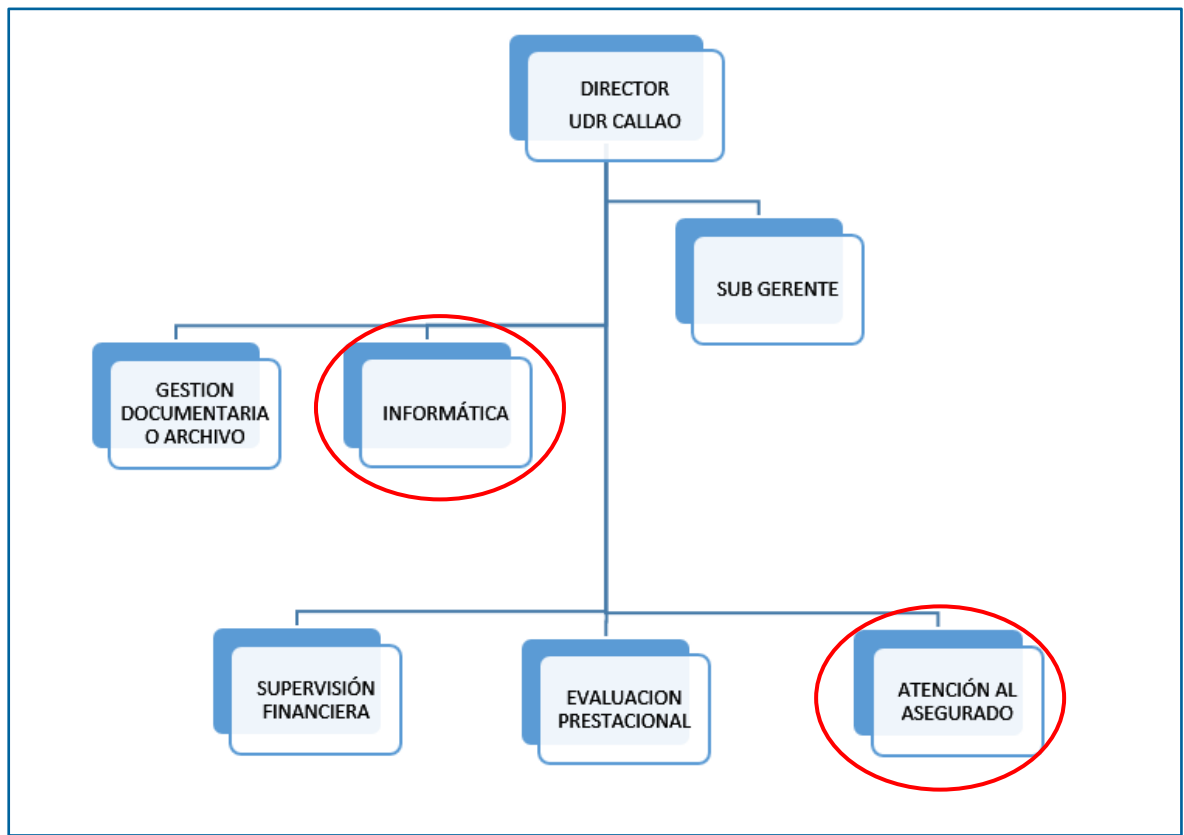 DIRECTOR
UDR CALLAO
SUB GERENTE
GESTION
DOCUMENTARIA
O ARCHIVO
INFORMÁTICA
SUPERVISIÓN
FINANCIERA
EVALUACION
PRESTACIONAL
ATENCIÓN AL
ASEGURADO